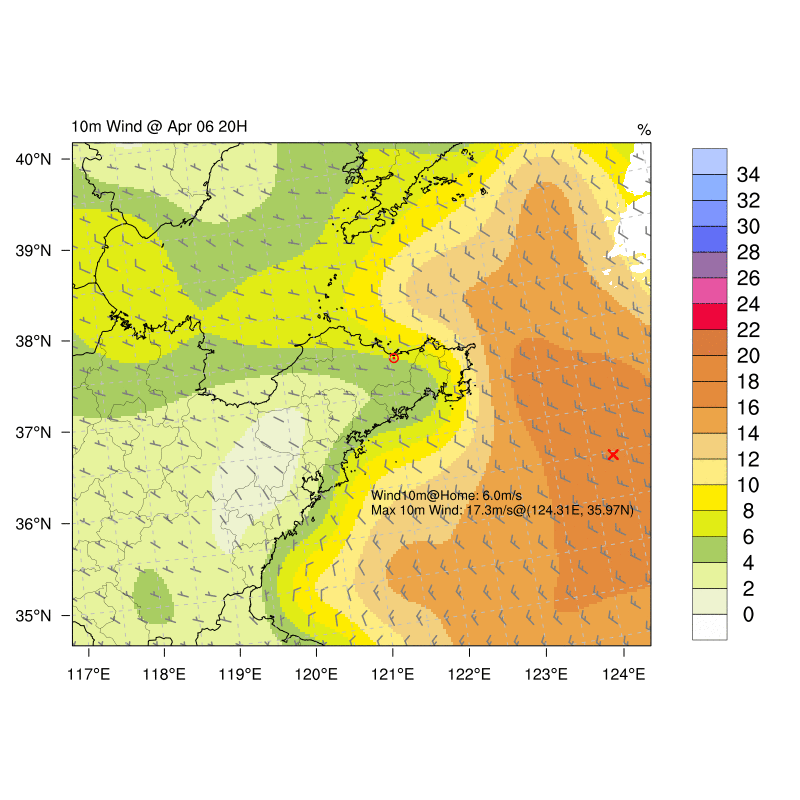 10m Wind @ Apr 06 20H
%
40°N
39°N
38°N
37°N
36°N
35°N
117°E 118°E 119°E 120°E 121°E 122°E 123°E 124°E
Wind10m@Home: 6.0m/s
Max 10m Wind: 17.3m/s@(124.31E, 35.97N)
34
32
30
28
26
24
22
20
18
16
14
12
10
8
6
4
2
0